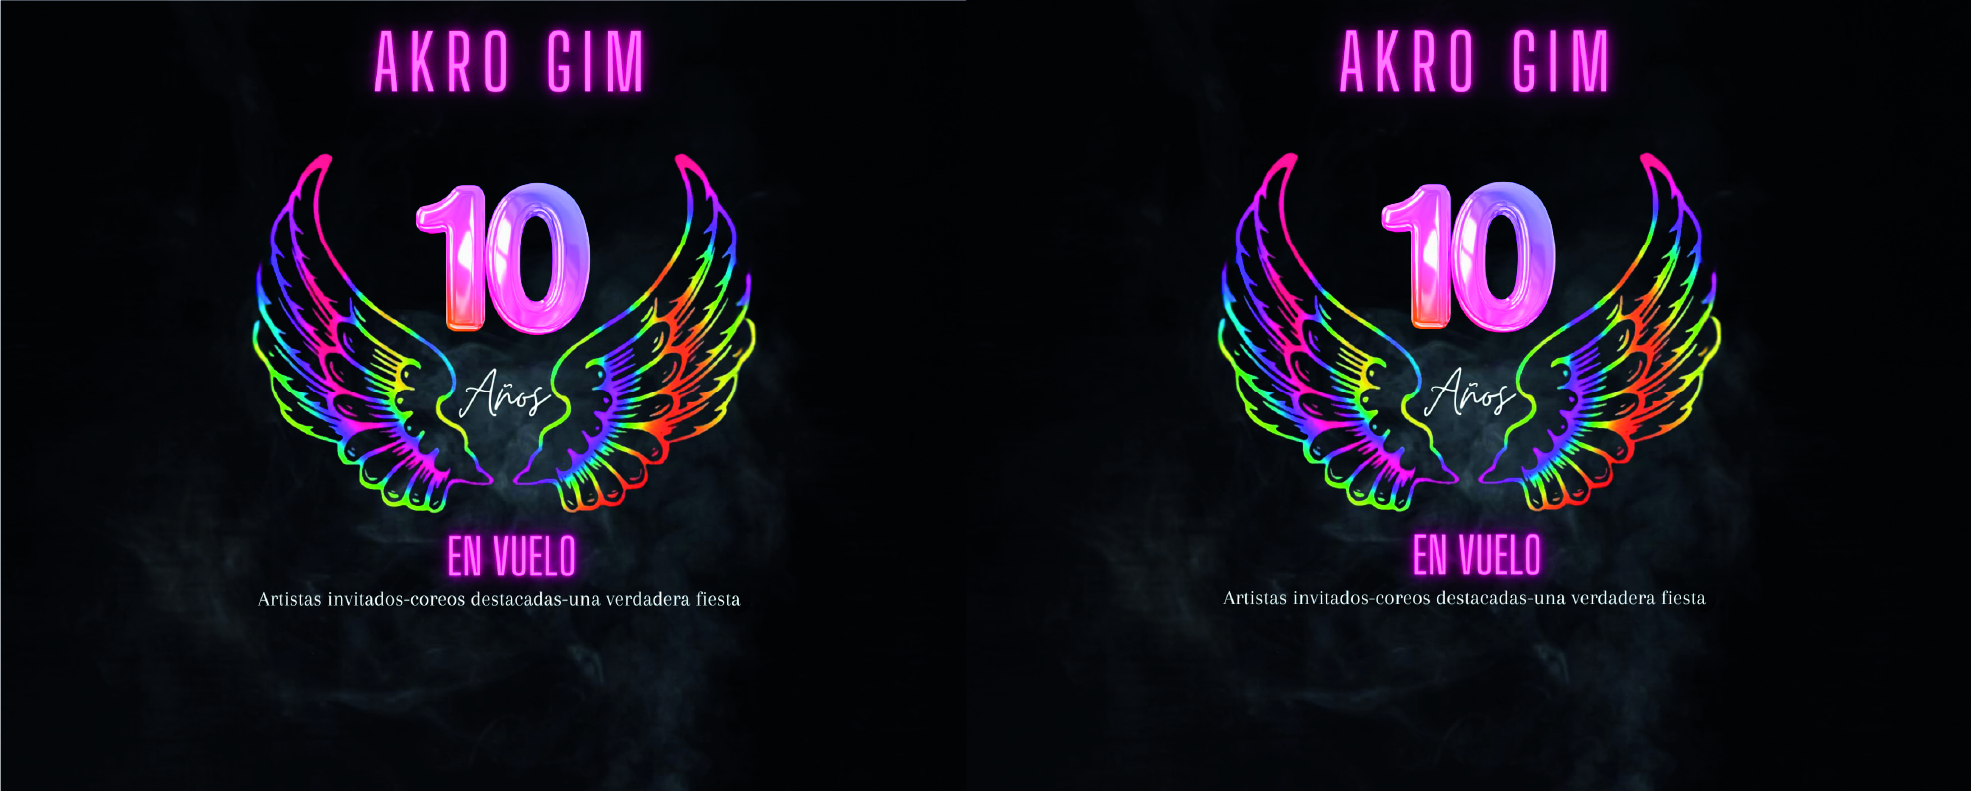 AKRO GIM
10
Años
EN VUELO
Artistas invitados-coreos destacadas-una verdadera fiesta
AKRO GIM
10
Años
EN VUELO
Artistas invitados-coreos destacadas-una verdadera fiesta